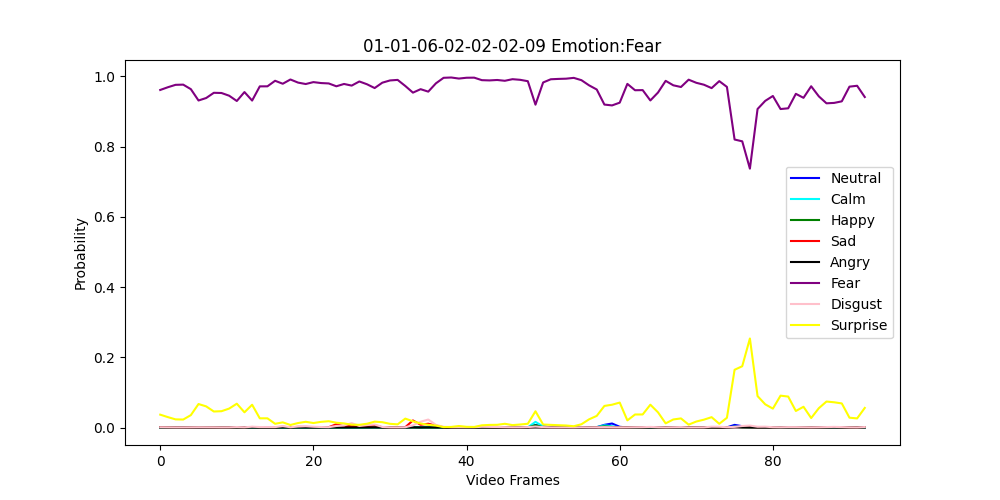 01-01-06-02-02-02-09 Emotion:Fear
1.0
0.8
0.6
0.4
0.2
0.0
Probability
Neutral
Calm
Happy
Sad
Angry
Fear
Disgust
Surprise
0 20 40 60 80
Video Frames